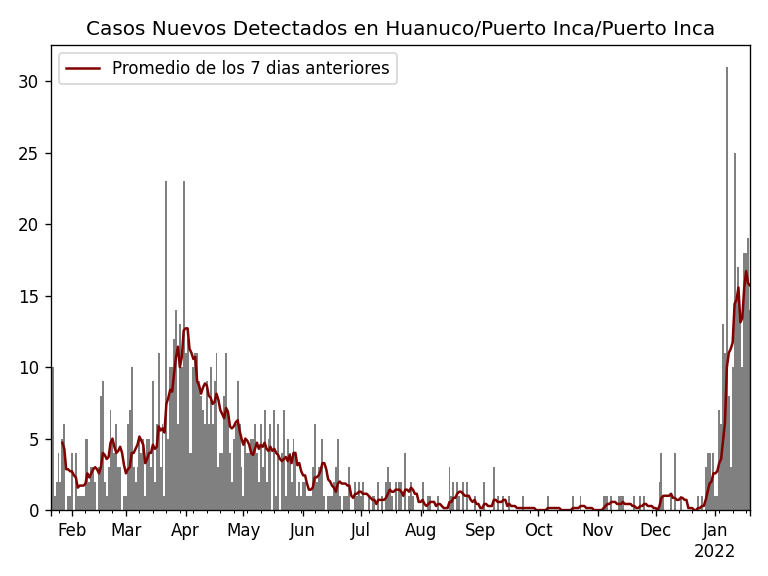 Casos Nuevos Detectados en Huanuco/Puerto Inca/Puerto Inca
Promedio de los 7 dias anteriores
30
25
20
15
10
5
0
Feb Mar Apr May Jun Jul Aug Sep Oct Nov Dec Jan
2022